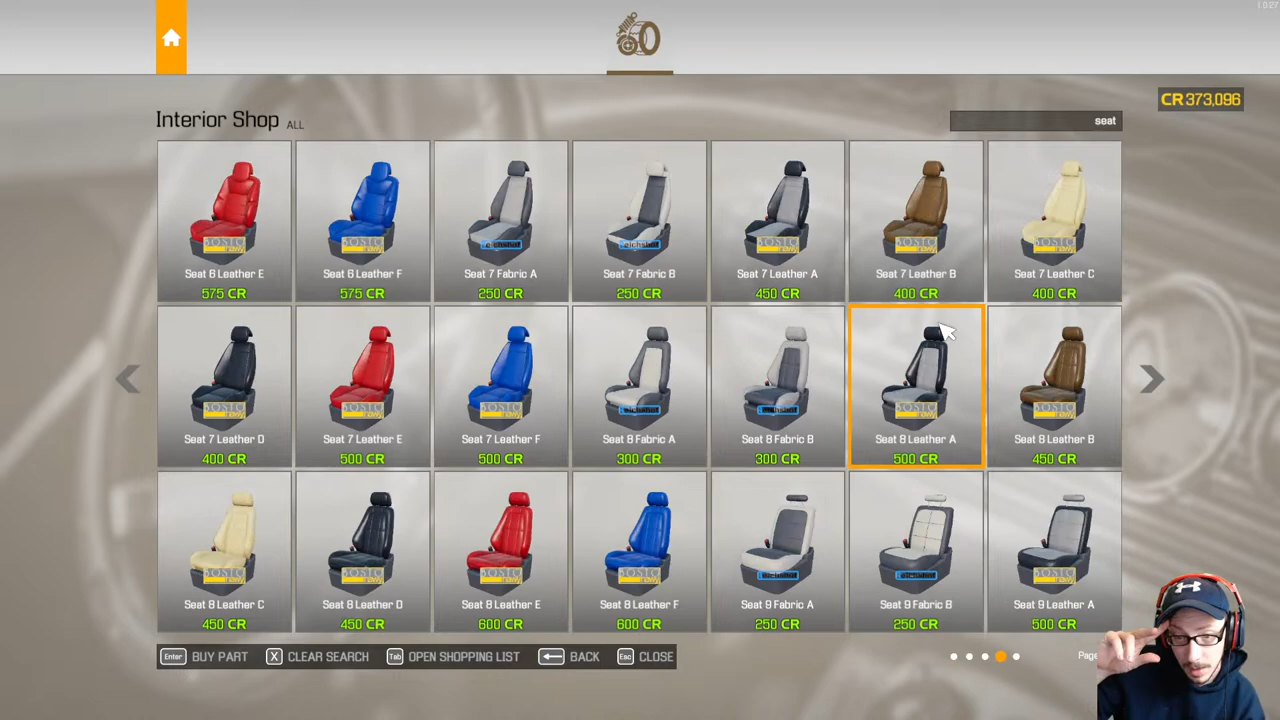 1.0.27
CR 373,096
Interior Shop ALL
seat
Seat 6 Leather E
575 CR
Seat 6 Leather F
575 CR
Seat 7 Fabric A
250 CR
Seat 7 Fabric B
250 CR
Seat 7 Leather A
450 CR
Seat 7 Leather B
400 CR
Seat 7 Leather C
400 CR
Seat 7 Leather D
400 CR
Seat 7 Leather E
500 CR
Seat 7 Leather F
500 CR
Seat 8 Fabric A
300 CR
Seat 8 Fabric B
300 CR
Seat 8 Leather A
500 CR
Seat 8 Leather B
450 CR
Seat 8 Leather C
450 CR
Seat 8 Leather D
450 CR
Seat 8 Leather E
600 CR
Seat 8 Leather F
600 CR
Seat 9 Fabric A
250 CR
Seat 9 Fabric B
250 CR
Seat 9 Leather A
500 CR
Enter BUY PART X CLEAR SEARCH Tab OPEN SHOPPING LIST BACK Esc CLOSE
Page